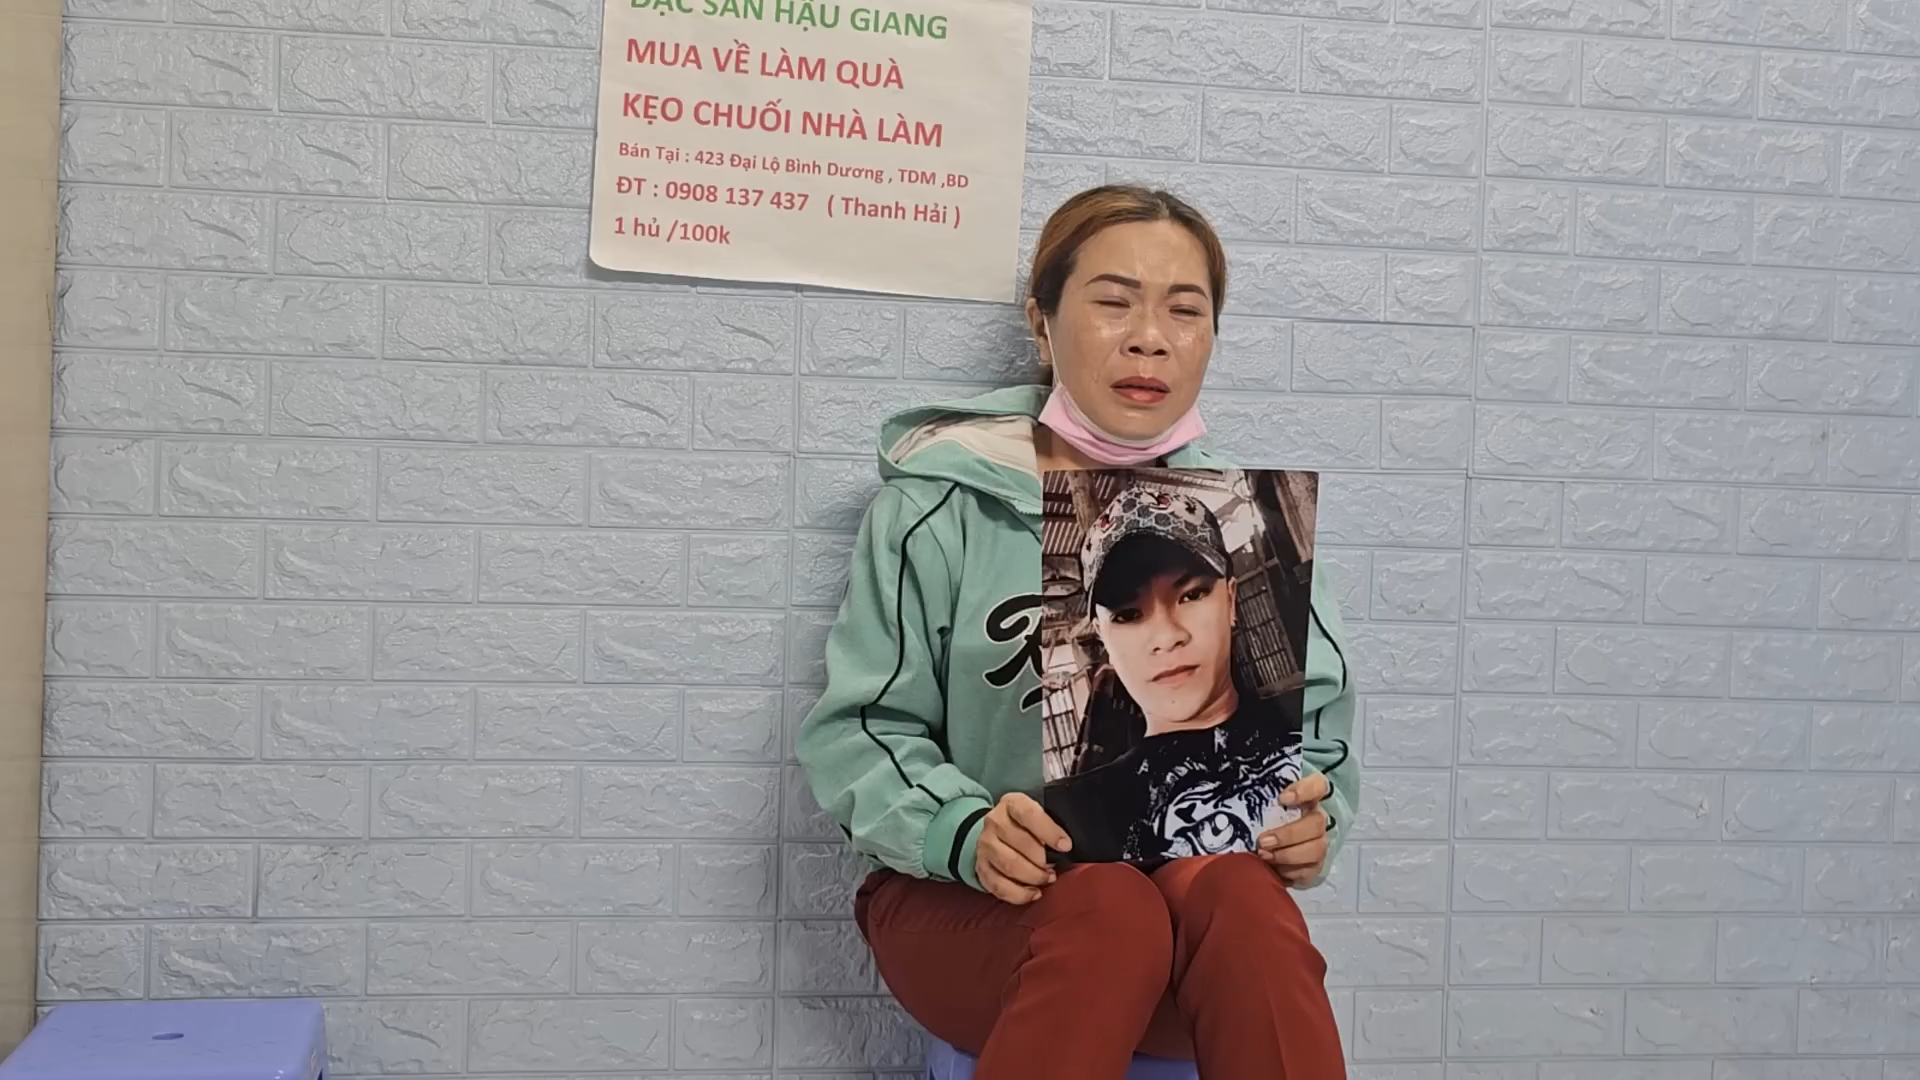 ĐẶC SẢN HẬU GIANG
MUA VỀ LÀM QUÀ
KẸO CHUỐI NHÀ LÀM
Bán Tại : 423 Đại Lộ Bình Dương , TDM ,BD
ĐT : 0908 137 437 ( Thanh Hải )
1 hủ /100k